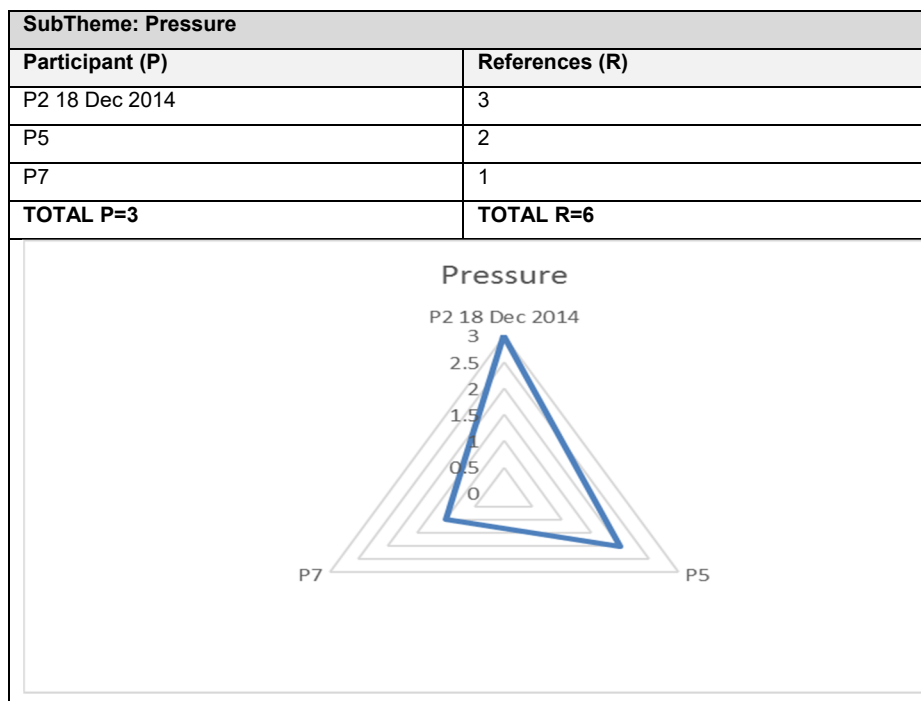 SubTheme: Pressure
Participant (P) References (R)
P2 18 Dec 2014 3
P5 2
P7 1
TOTAL P=3 TOTAL R=6
Pressure
P2 18 Dec 2014
3
2.5
2
1.5
1
0.5
0
P7 P5